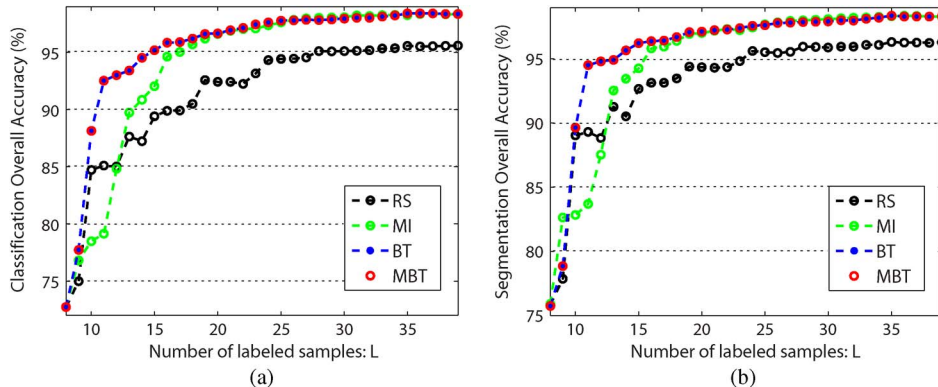 Classification Overall Accuracy (%)
95
90
85
80
75
10 15 20 25 30 35
Number of labeled samples: L
RS
MI
BT
MBT
(a)
Segmentation Overall Accuracy (%)
95
90
85
80
75
10 15 20 25 30 35
Number of labeled samples: L
RS
MI
BT
MBT
(b)